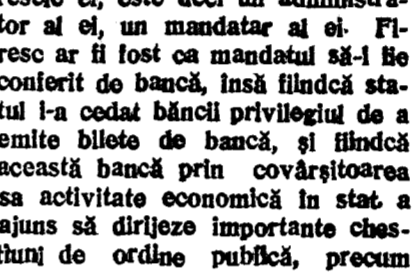 tor al ei, un mandatar al ei. Fi-
resc ar fi fost ca mandatul să-i fie
conferit de bancă, însă fiindcă sta-
tul i-a cedat băncii privilegiul de a
emite bilete de bancă, și fiindcă
această bancă prin covârșitoarea
sa activitate economică în stat a
ajuns să dirijeze importante ches-
tiuni de ordine publică, precum